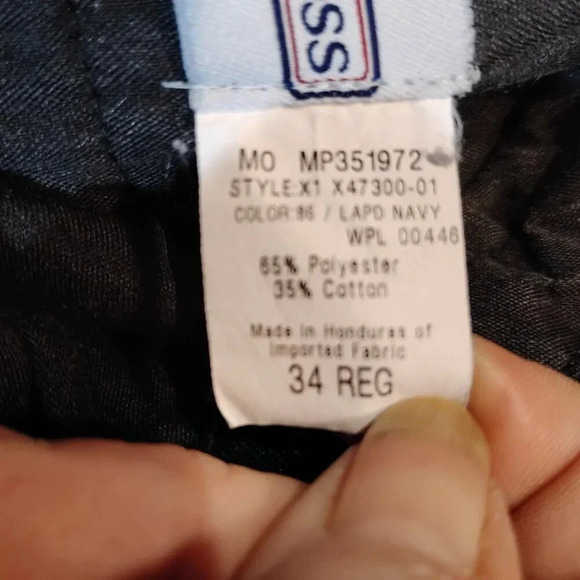 SS
MO MP351972
STYLE:X1 X47300-01
COLOR:86 / LAPD NAVY
WPL 00446
65% Polyester
35% Cotton
Made in Honduras of
Imported Fabric
34 REG